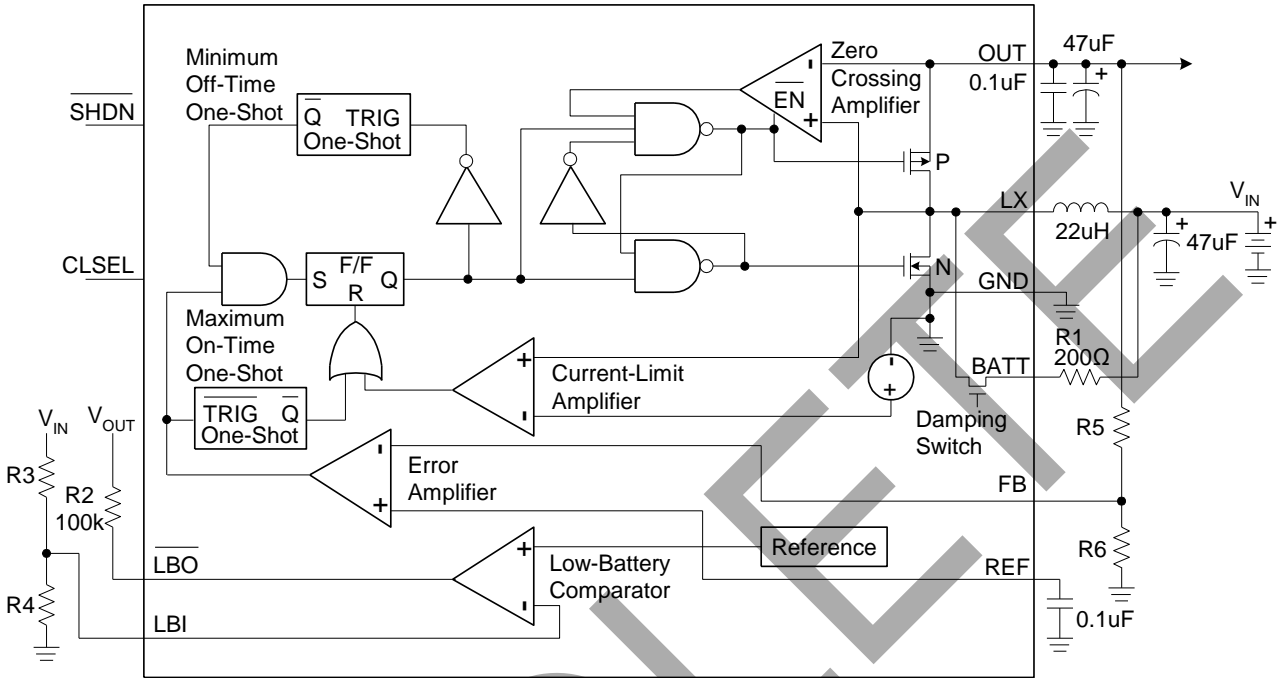 Minimum
Off-Time
One-Shot
SHDN
Q TRIG
One-Shot
EN
-
+
Zero
Crossing
Amplifier
OUT
0.1uF
47uF
+
P
LX
22uH
VIN
+
47uF
+
CLSEL
S F/F Q
R
N
GND
Maximum
On-Time
One-Shot
TRIG Q
One-Shot
+
-
Current-Limit
Amplifier
-
+
BATT
R1
200Ω
Damping
Switch
VIN
VOUT
R3
R2
100k
R4
-
+
Error
Amplifier
FB
R5
R6
LBO
LBI
+
-
Low-Battery
Comparator
Reference
REF
0.1uF